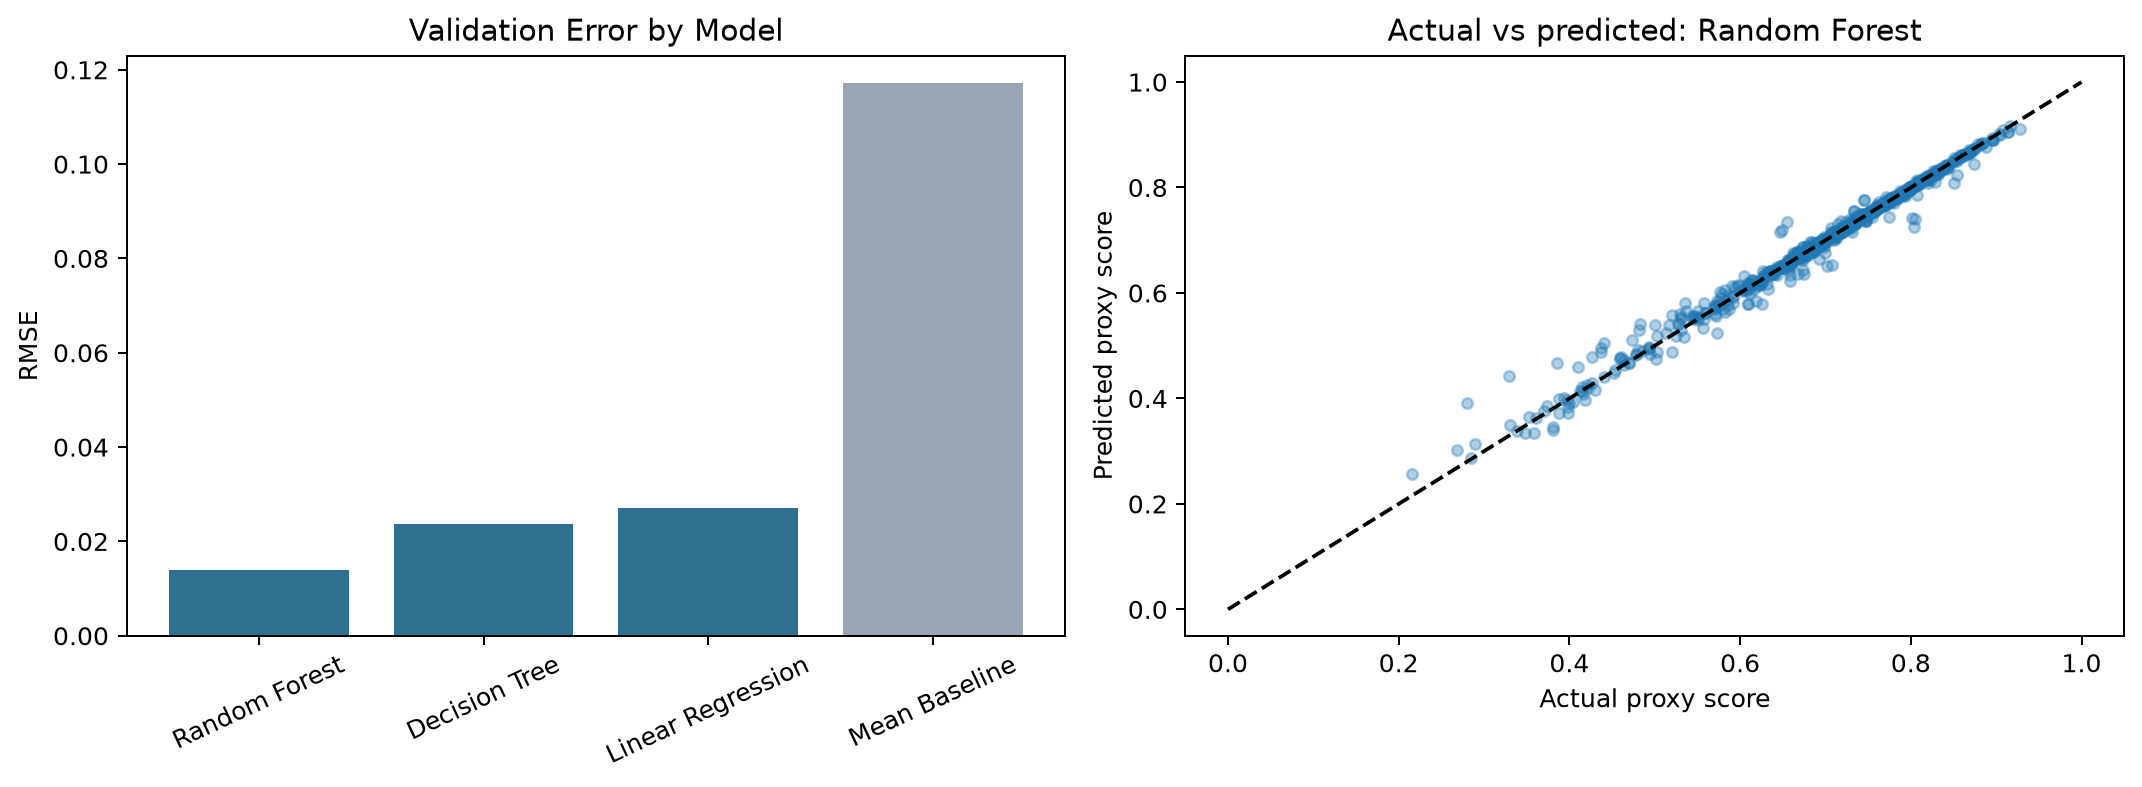 Validation Error by Model
RMSE
0.12
0.10
0.08
0.06
0.04
0.02
0.00
Random Forest
Decision Tree
Linear Regression
Mean Baseline
Actual vs predicted: Random Forest
Predicted proxy score
1.0
0.8
0.6
0.4
0.2
0.0
0.0 0.2 0.4 0.6 0.8 1.0
Actual proxy score